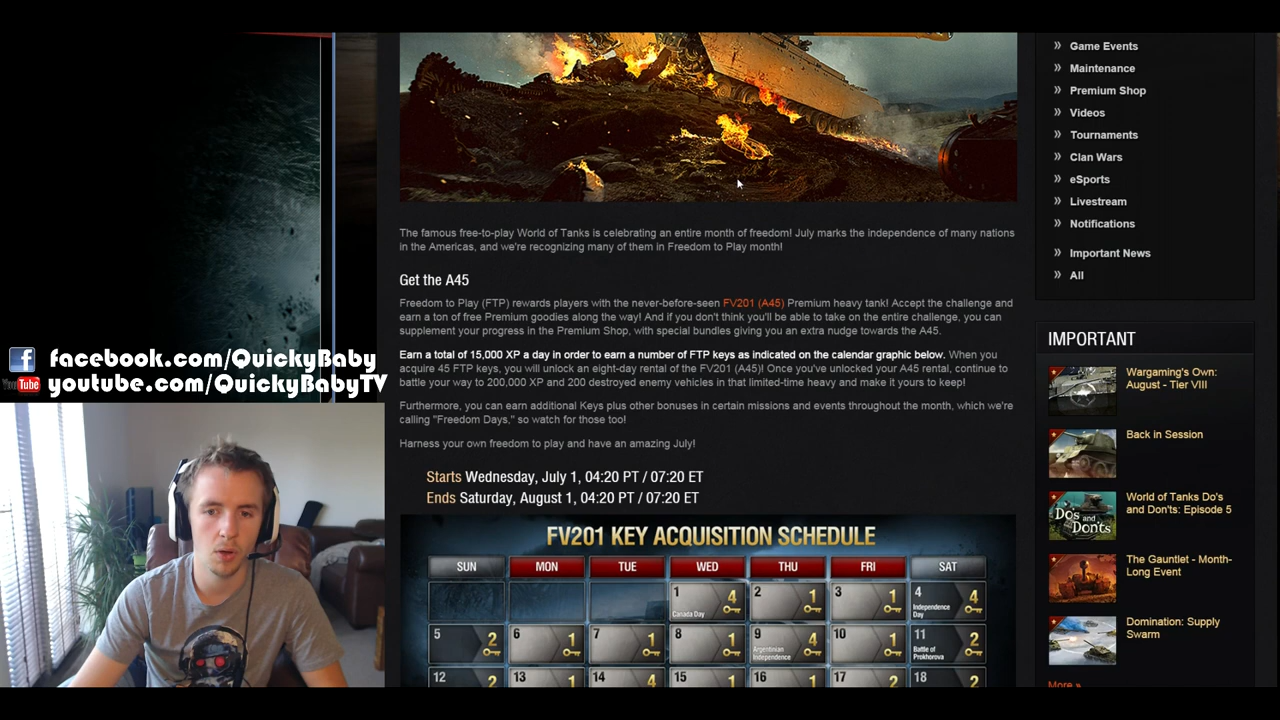 The famous free-to-play World of Tanks is celebrating an entire month of freedom! July marks the independence of many nations
in the Americas, and we're recognizing many of them in Freedom to Play month!
Get the A45
Freedom to Play (FTP) rewards players with the never-before-seen FV201 (A45) Premium heavy tank! Accept the challenge and
earn a ton of free Premium goodies along the way! And if you don't think you'll be able to take on the entire challenge, you can
supplement your progress in the Premium Shop, with special bundles giving you an extra nudge towards the A45.
Earn a total of 15,000 XP a day in order to earn a number of FTP keys as indicated on the calendar graphic below. When you
acquire 45 FTP keys, you will unlock an eight-day rental of the FV201 (A45)! Once you've unlocked your A45 rental, continue to
battle your way to 200,000 XP and 200 destroyed enemy vehicles in that limited-time heavy and make it yours to keep!
Furthermore, you can earn additional Keys plus other bonuses in certain missions and events throughout the month, which we're
calling "Freedom Days," so watch for those too!
Harness your own freedom to play and have an amazing July!
Starts Wednesday, July 1, 04:20 PT / 07:20 ET
Ends Saturday, August 1, 04:20 PT / 07:20 ET
FV201 KEY ACQUISITION SCHEDULE
SUN MON TUE WED THU FRI SAT
1 Canada Day 4 2 1 3 1 4 Independence Day 4
5 2 6 1 7 1 8 1 9 Argentinian Independence 4 10 1 11 Battle of Prokhorova 2
12 2 13 1 14 4 15 1 16 1 17 2 18 2
» Game Events
» Maintenance
» Premium Shop
» Videos
» Tournaments
» Clan Wars
» eSports
» Livestream
» Notifications
» Important News
» All
IMPORTANT
Wargaming's Own:
August - Tier VIII
Back in Session
World of Tanks Do's
and Don'ts: Episode 5
Do's and Don'ts
The Gauntlet - Month-
Long Event
Domination: Supply
Swarm
More »
f facebook.com/QuickyBaby
YouTube youtube.com/QuickyBabyTV